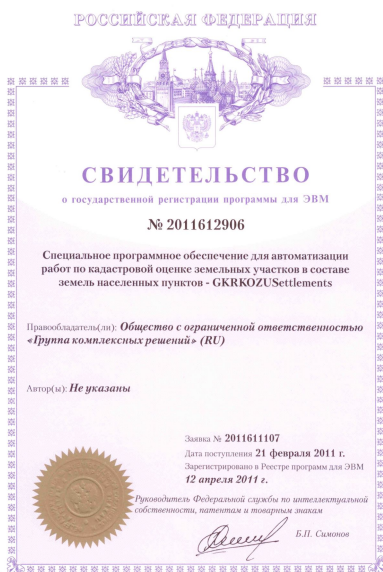 РОССИЙСКАЯ ФЕДЕРАЦИЯ
СВИДЕТЕЛЬСТВО
о государственной регистрации программы для ЭВМ
№ 2011612906
Специальное программное обеспечение для автоматизации
работ по кадастровой оценке земельных участков в составе
земель населенных пунктов - GKRKOZUSettlements
Правообладатель(ли): Общество с ограниченной ответственностью
«Группа комплексных решений» (RU)
Автор(ы): Не указаны
Заявка № 2011611107
Дата поступления 21 февраля 2011 г.
Зарегистрировано в Реестре программ для ЭВМ
12 апреля 2011 г.
Руководитель Федеральной службы по интеллектуальной
собственности, патентам и товарным знакам
Б.П. Симонов